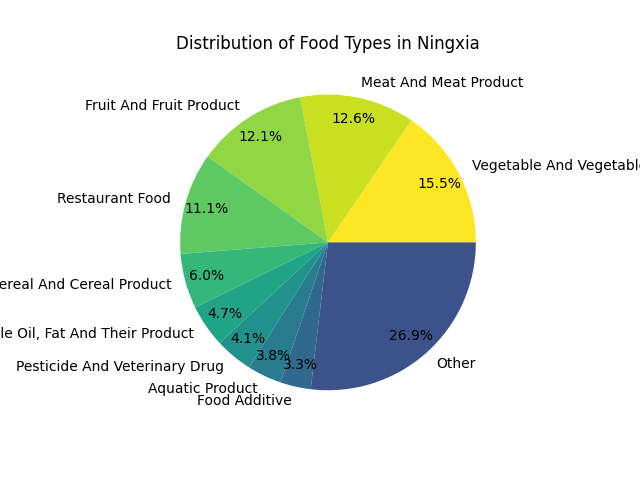 Distribution of Food Types in Ningxia
Meat And Meat Product
12.6%
Fruit And Fruit Product
12.1%
Vegetable And Vegetable
15.5%
Restaurant Food
11.1%
ereal And Cereal Product
6.0%
le Oil, Fat And Their Product
4.7%
Pesticide And Veterinary Drug
4.1%
Aquatic Product
3.8%
Food Additive
3.3%
Other
26.9%